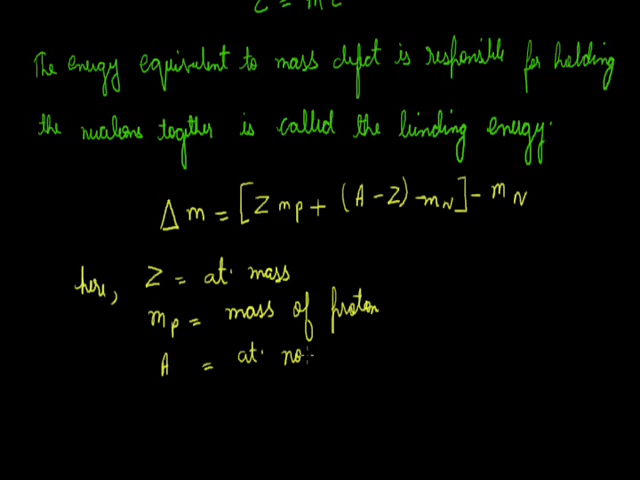 The energy equivalent to mass defect is responsible for holding
the nucleons together is called the binding energy.
Δm = [Z mp + (A - Z) - mN] - mN
here, Z = at. mass
mp = mass of proton
A = at. no.